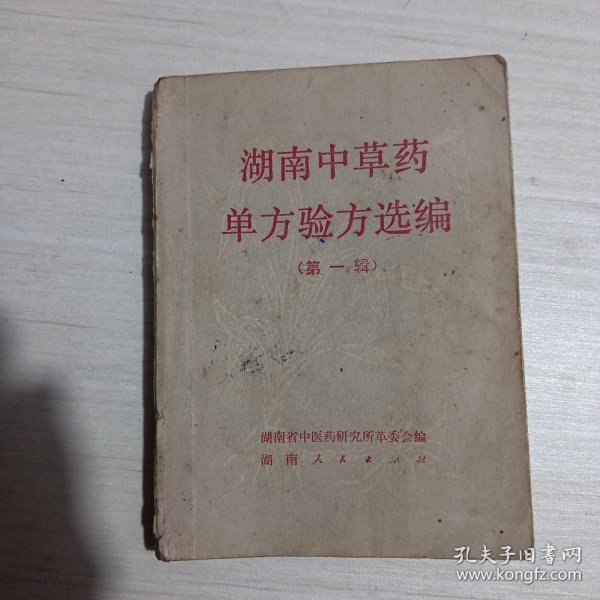 湖南中草药
单方验方选编
（第一辑）
湖南省中医药研究所革委会编
湖南人民出版社
孔夫子旧书网
www.kongfz.com